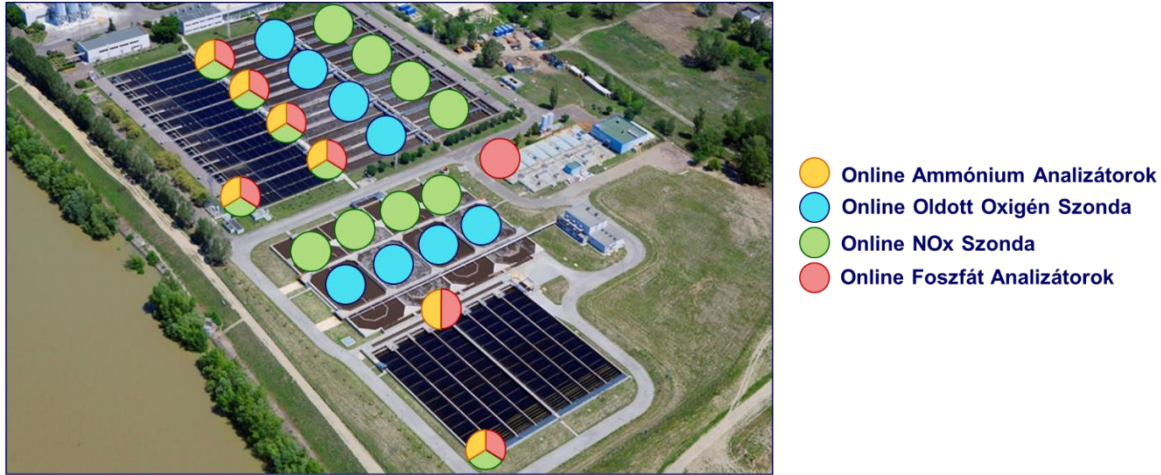 Online Ammónium Analizátorok
Online Oldott Oxigén Szonda
Online NOx Szonda
Online Foszfát Analizátorok